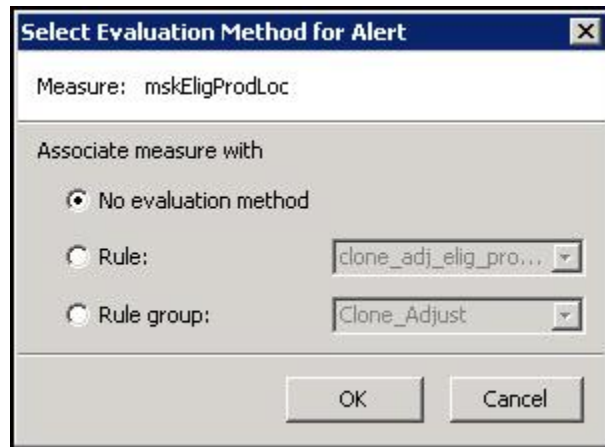 Select Evaluation Method for Alert
Measure: mskEligProdLoc
Associate measure with
No evaluation method
Rule: clone_adj_elig_pro...
Rule group: Clone_Adjust
OK Cancel